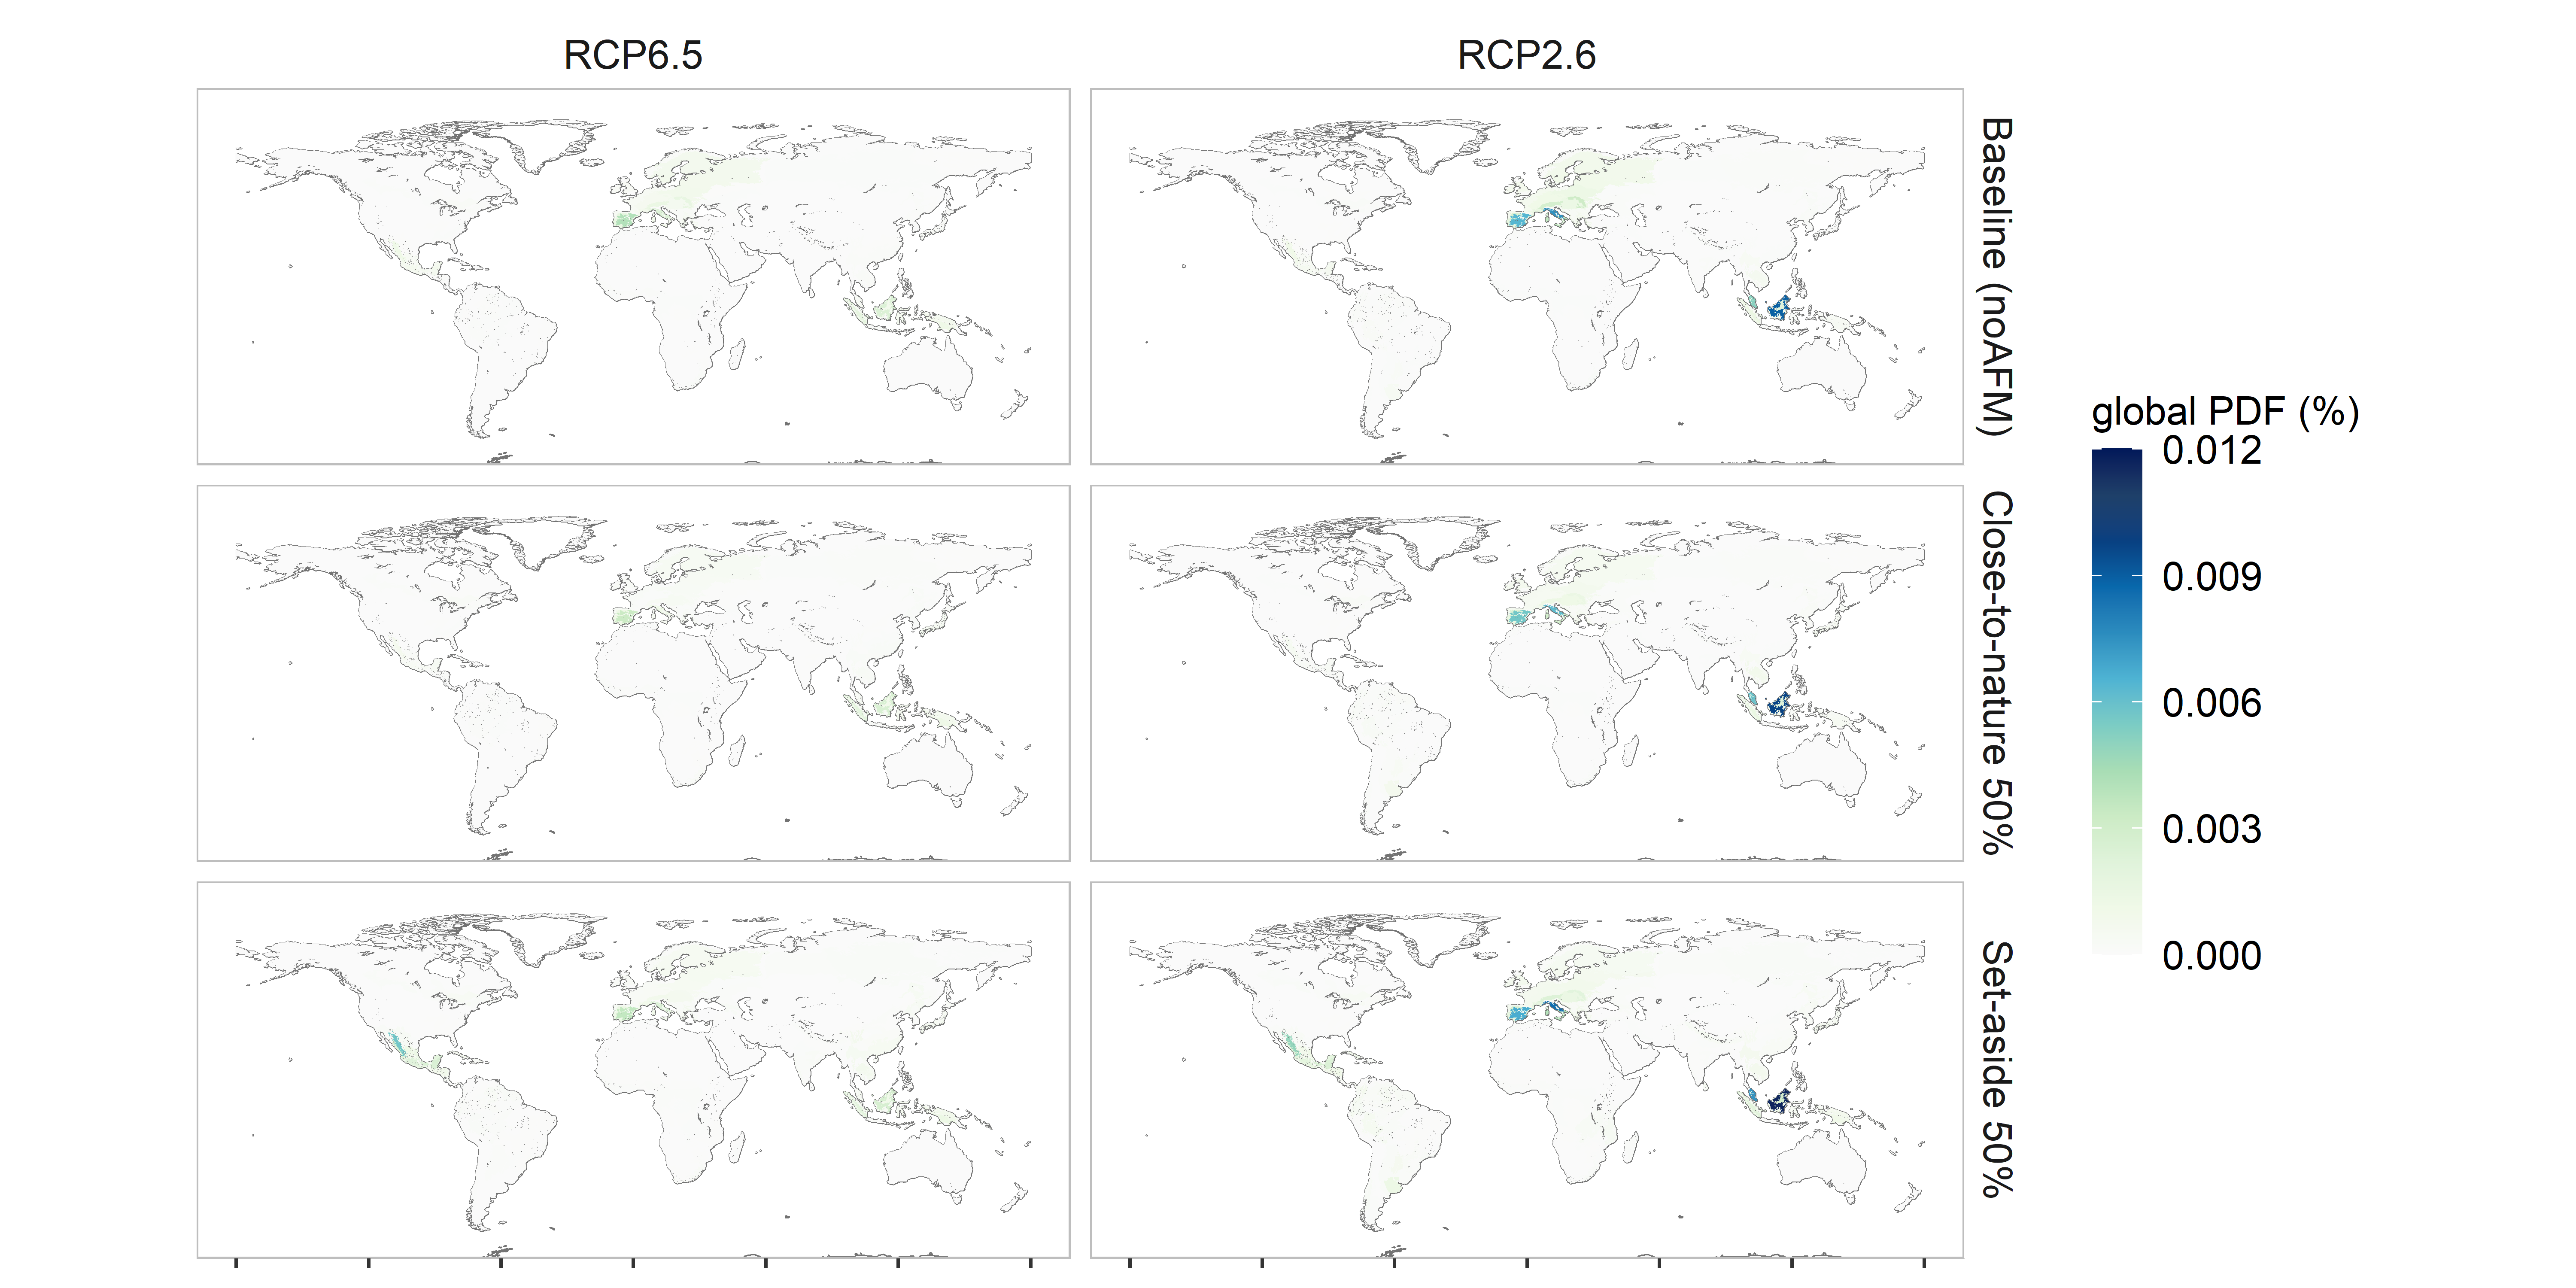 RCP6.5
RCP2.6
Baseline (noAFM)
Close-to-nature 50%
Set-aside 50%
global PDF (%)
0.012
0.009
0.006
0.003
0.000